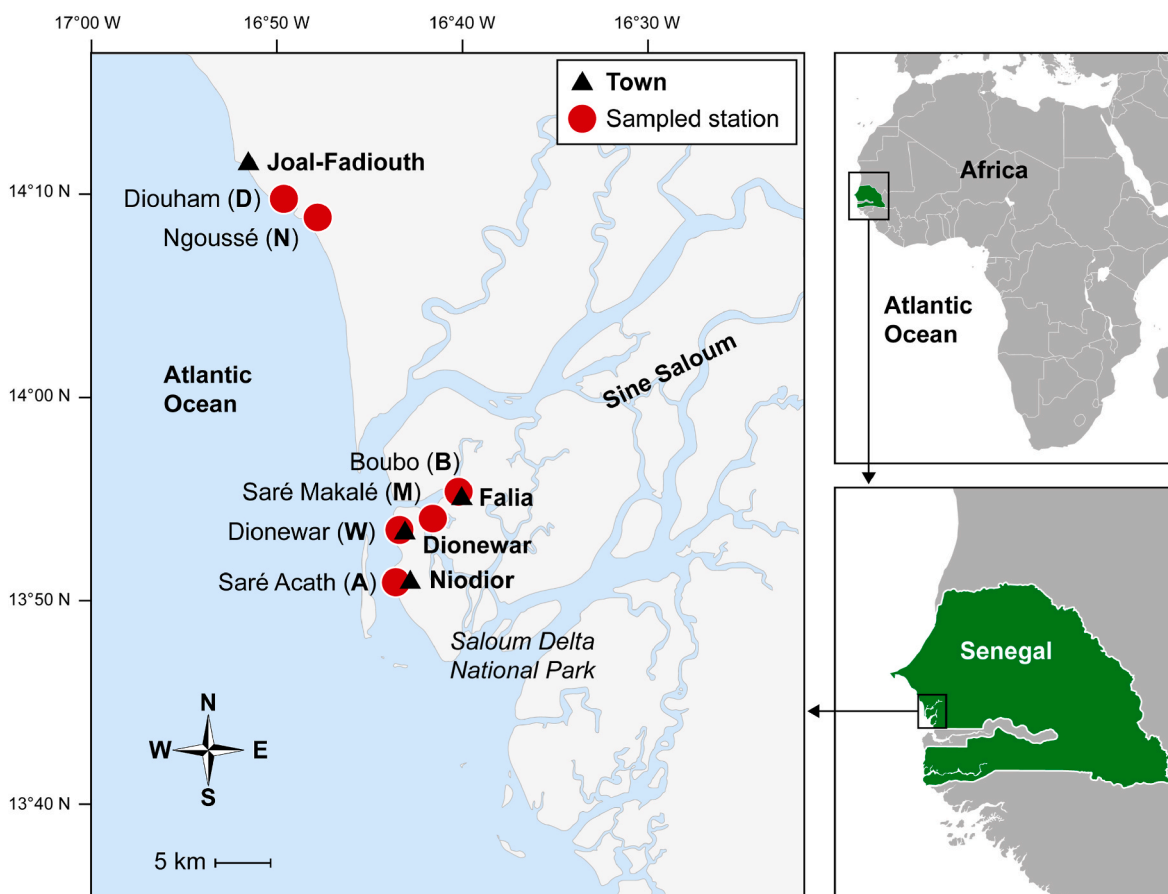 17°00 W
16°50 W
16°40 W
16°30 W
Town
Sampled station
Joal-Fadiouth
14°10 N
Diouham (D)
Ngoussé (N)
Atlantic
Ocean
14°00 N
Sine Saloum
Boubo (B)
Saré Makalé (M)
Falia
Dionewar (W)
Dionewar
Saré Acath (A)
Niodior
13°50 N
Saloum Delta
National Park
N
W
E
S
13°40 N
5 km
Africa
Atlantic
Ocean
Senegal